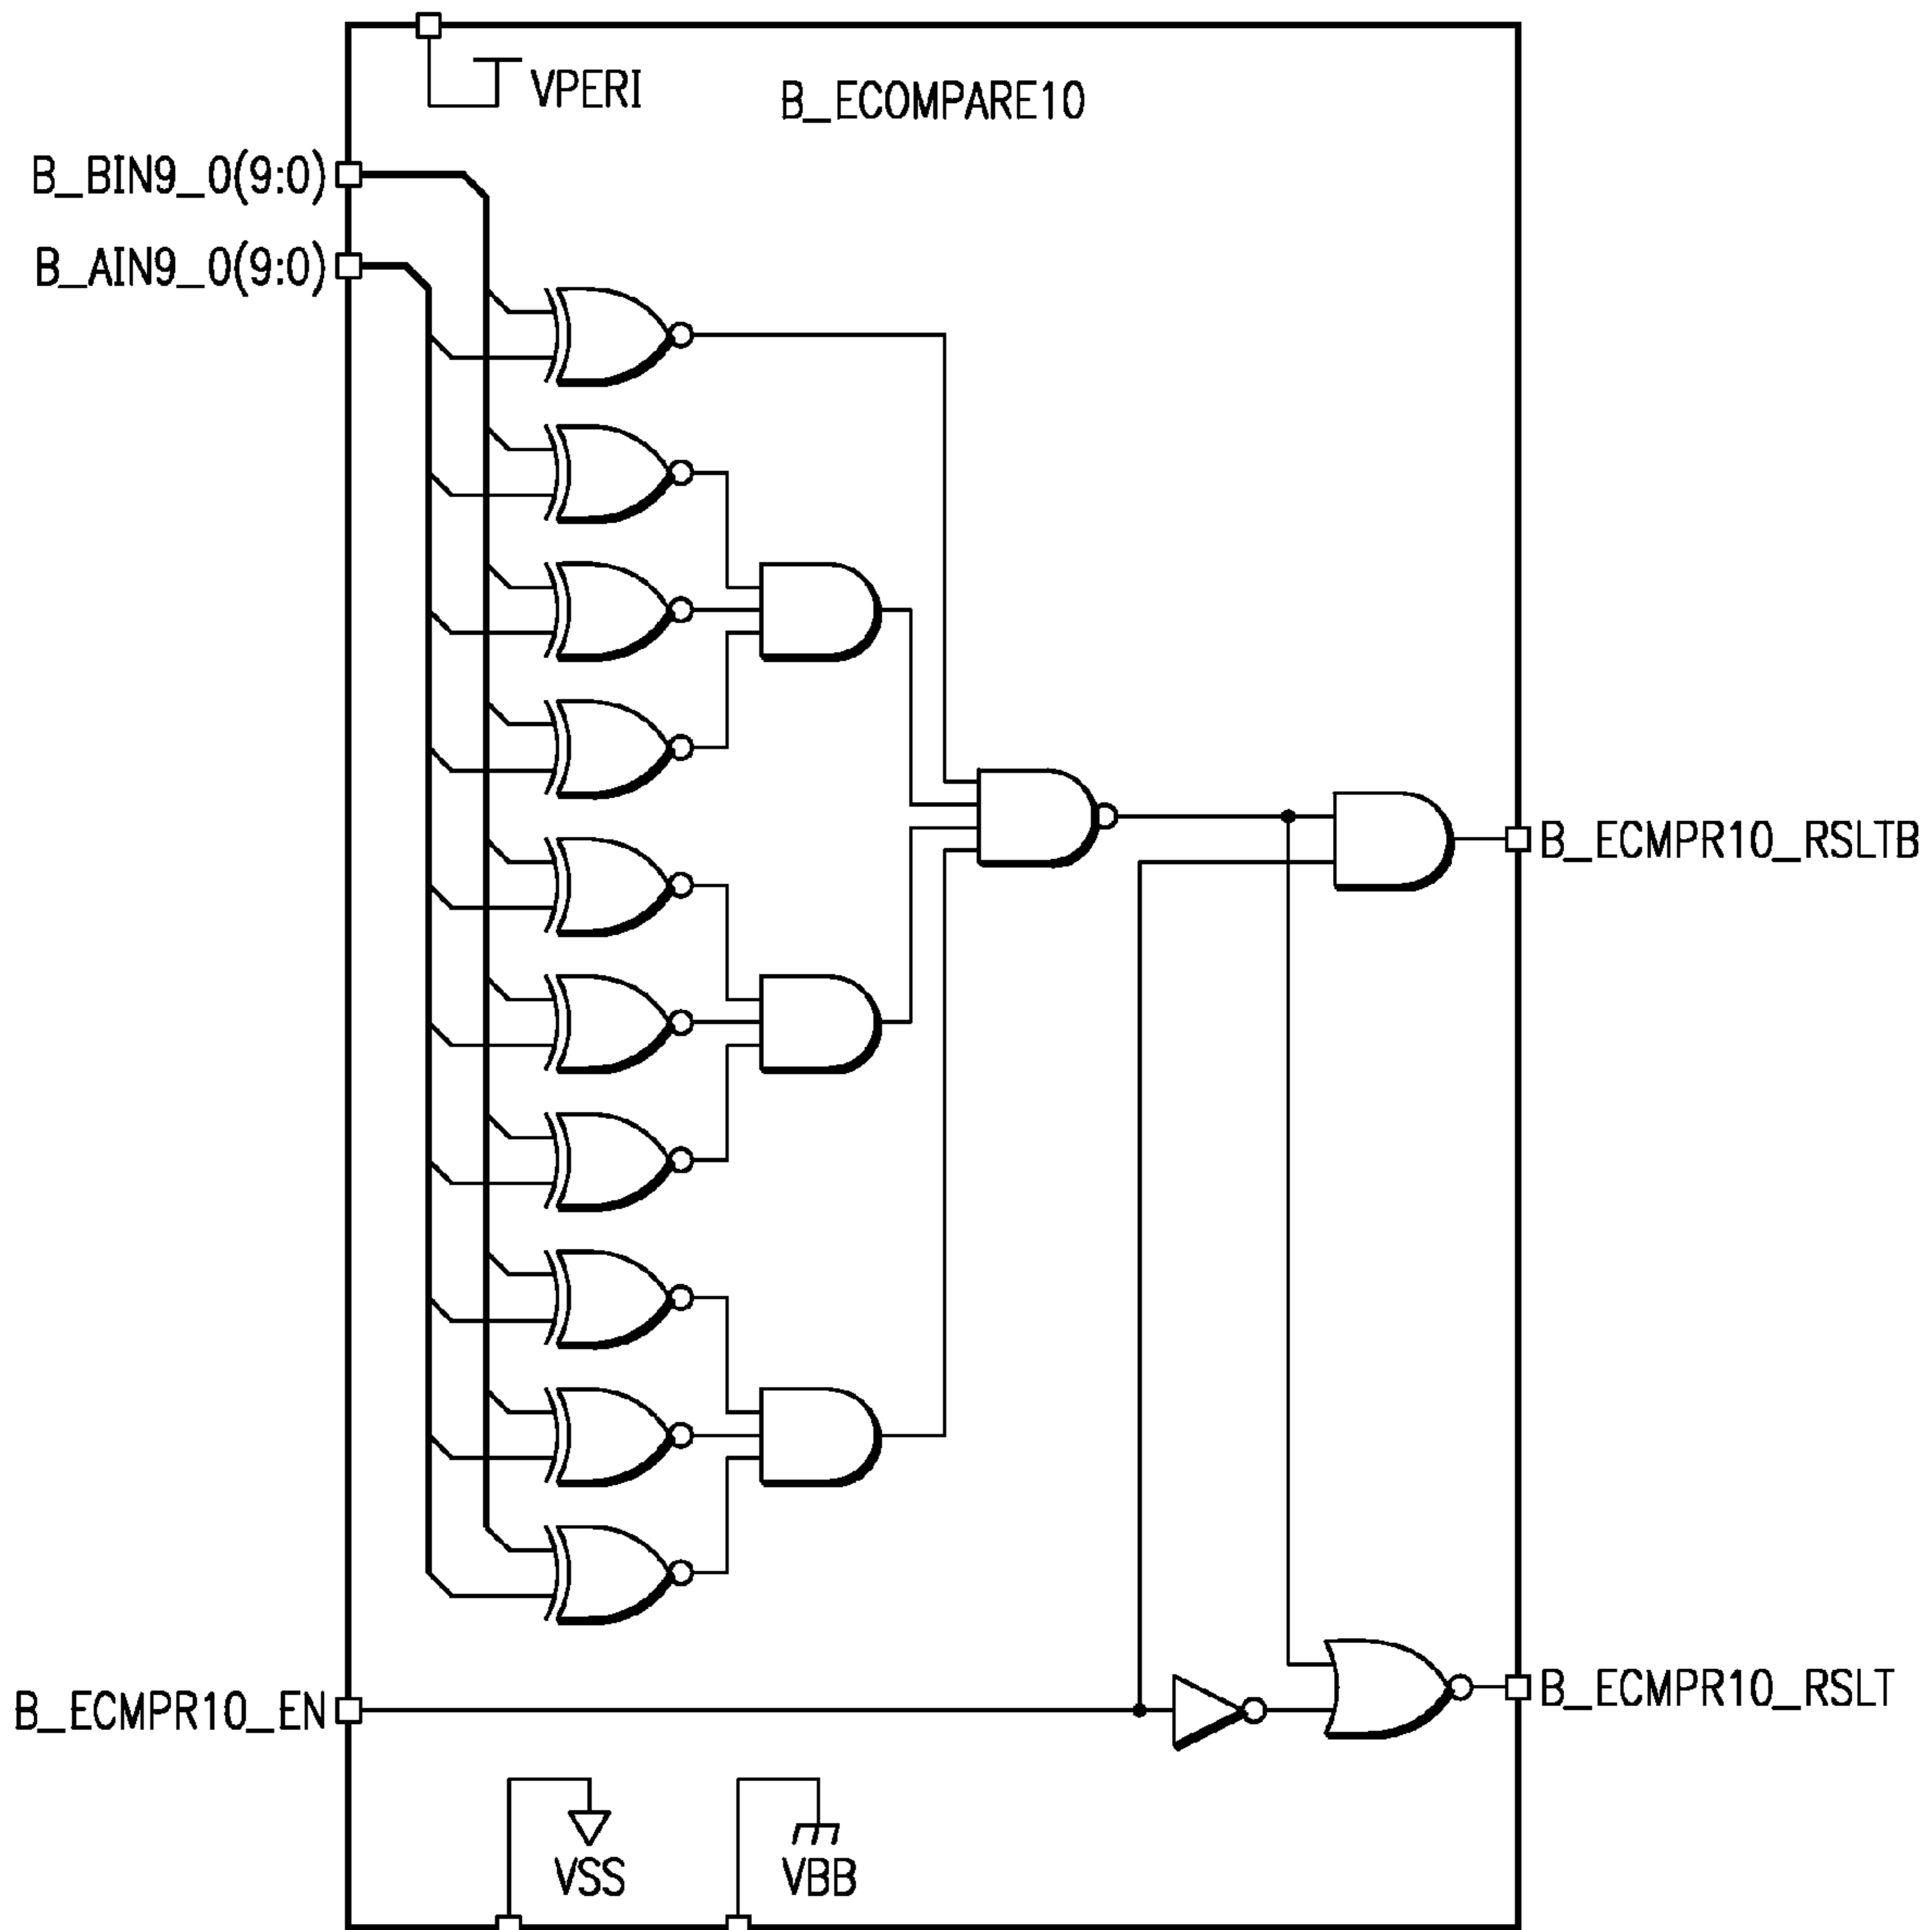 VPERI
B_ECOMPARE10
B_BIN9_0(9:0)
B_AIN9_0(9:0)
B_ECMPR10_RSLTB
B_ECMPR10_RSLT
B_ECMPR10_EN
VSS
VBB